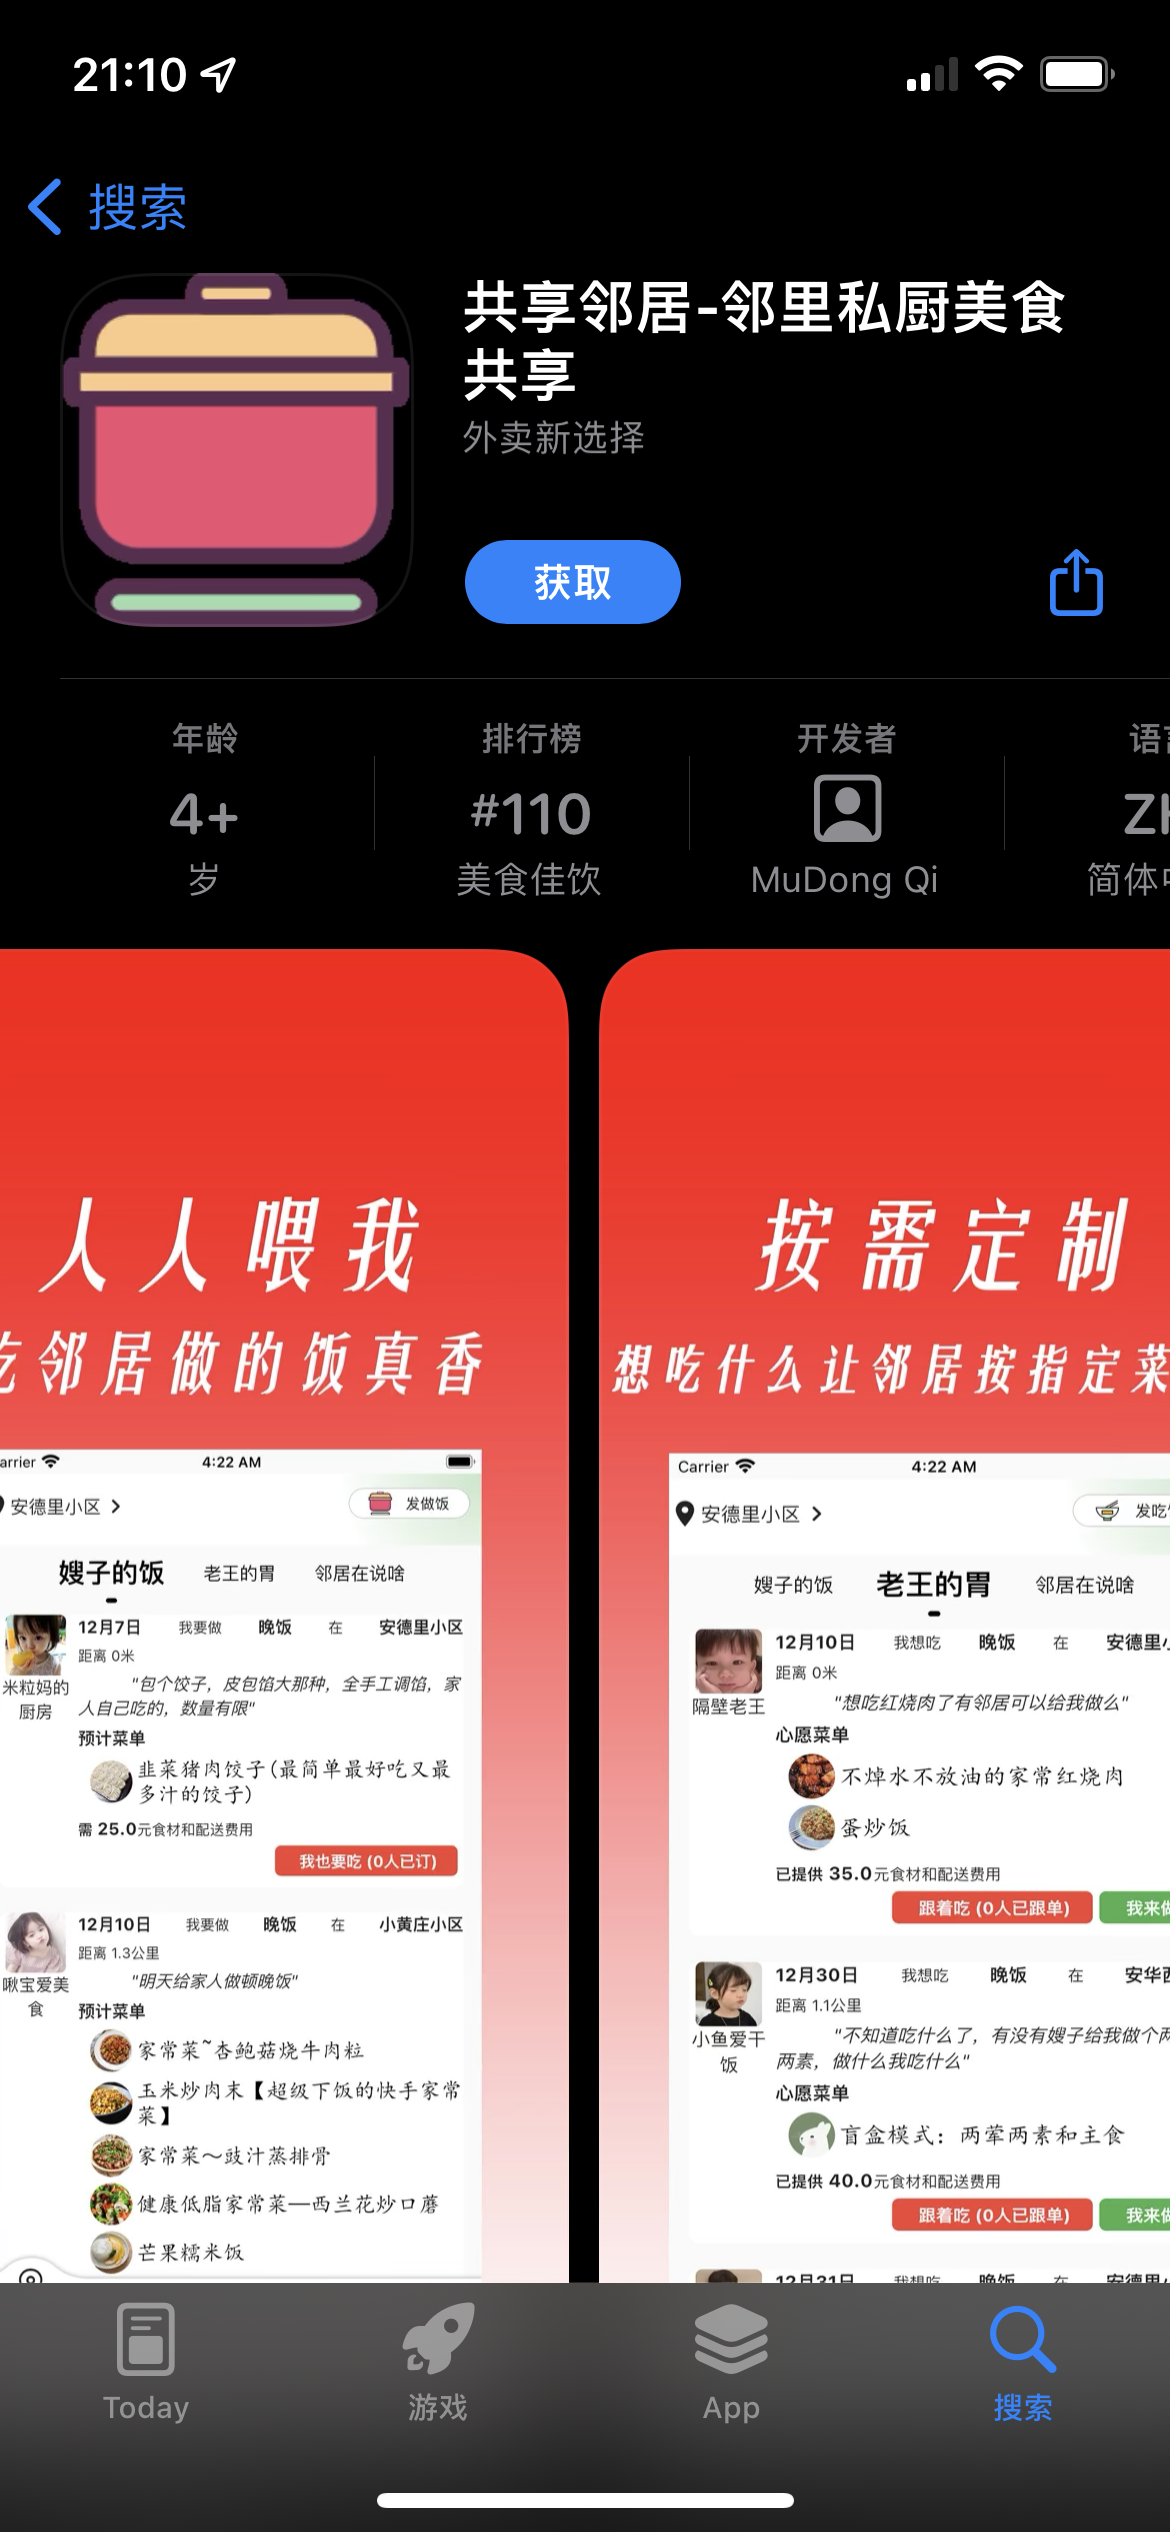 21:10
搜索
共享邻居-邻里私厨美食
共享
外卖新选择
获取
年龄
4+
岁
排行榜
#110
美食佳饮
开发者
MuDong Qi
简体
人人喂我
吃邻居做的饭真香
arrier
4:22 AM
安德里小区
发做饭
嫂子的饭 老王的胃 邻居在说啥
米粒妈的
厨房
12月7日 我要做 晚饭 在 安德里小区
距离 0米
"包个饺子，皮包馅大那种，全手工调馅，家
人自己吃的，数量有限"
预计菜单
韭菜猪肉饺子(最简单最好吃又最
多汁的饺子)
需 25.0元食材和配送费用
我也要吃 (0人已订)
啾宝爱美
食
12月10日 我要做 晚饭 在 小黄庄小区
距离 1.3公里
"明天给家人做顿晚饭"
预计菜单
家常菜~杏鲍菇烧牛肉粒
玉米炒肉末【超级下饭的快手家常
菜】
家常菜～豉汁蒸排骨
健康低脂家常菜—西兰花炒口蘑
芒果糯米饭
按需定制
想吃什么让邻居按指定菜
Carrier
4:22 AM
安德里小区
发吃
嫂子的饭 老王的胃 邻居在说啥
隔壁老王
12月10日 我想吃 晚饭 在 安德里
距离 0米
"想吃红烧肉了有邻居可以给我做么"
心愿菜单
不焯水不放油的家常红烧肉
蛋炒饭
已提供 35.0元食材和配送费用
跟着吃 (0人已跟单)
我来
小鱼爱干
饭
12月30日 我想吃 晚饭 在 安华
距离 1.1公里
"不知道吃什么了，有没有嫂子给我做个两
两素，做什么我吃什么"
心愿菜单
盲盒模式：两荤两素和主食
已提供 40.0元食材和配送费用
跟着吃 (0人已跟单)
我来
12月31日 我想吃 晚饭 在 安德里
Today
游戏
App
搜索